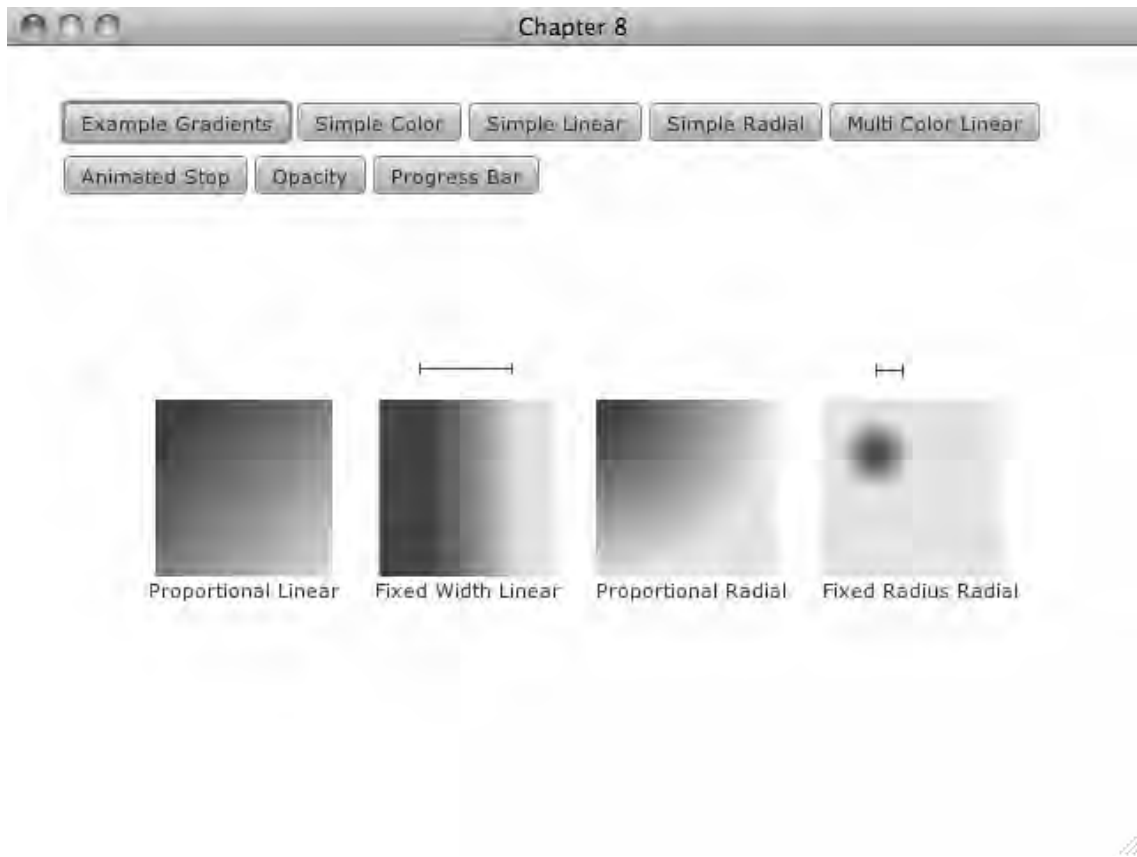 Chapter 8
Example Gradients Simple Color Simple Linear Simple Radial Multi Color Linear
Animated Stop Opacity Progress Bar
Proportional Linear Fixed Width Linear Proportional Radial Fixed Radius Radial